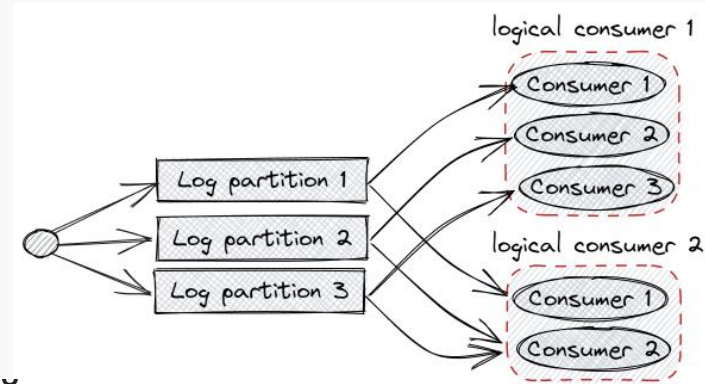 logical consumer 1
Consumer 1
Consumer 2
Consumer 3
Log partition 1
Log partition 2
Log partition 3
logical consumer 2
Consumer 1
Consumer 2